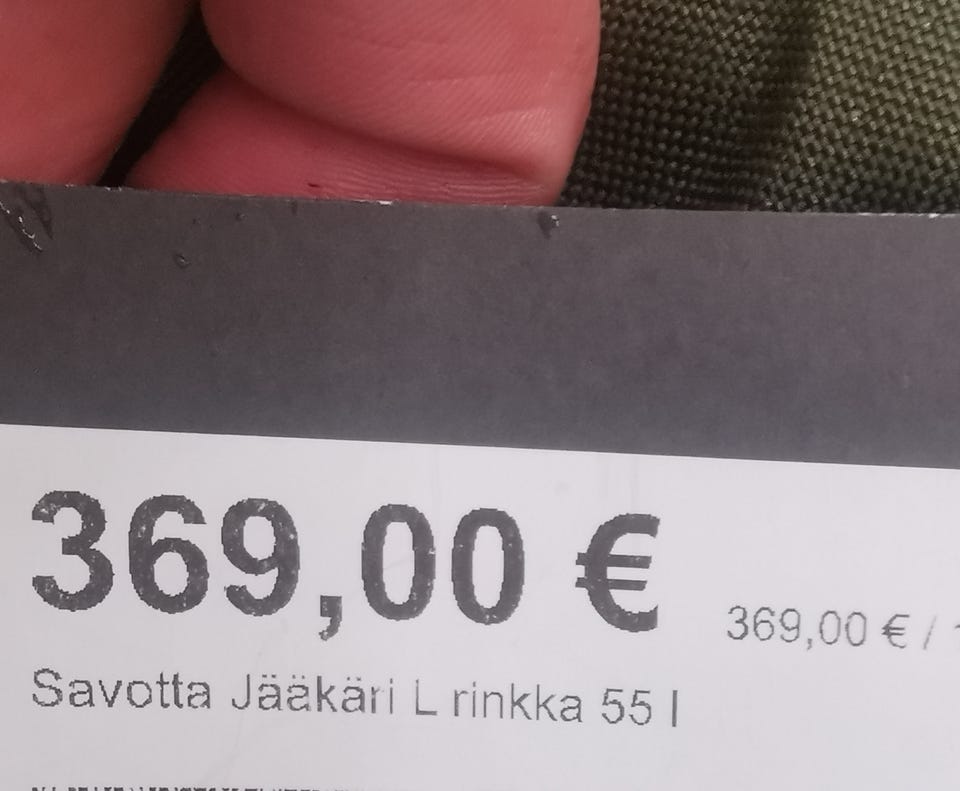 369,00 €
369,00 € /
Savotta Jääkäri L rinkka 55 l